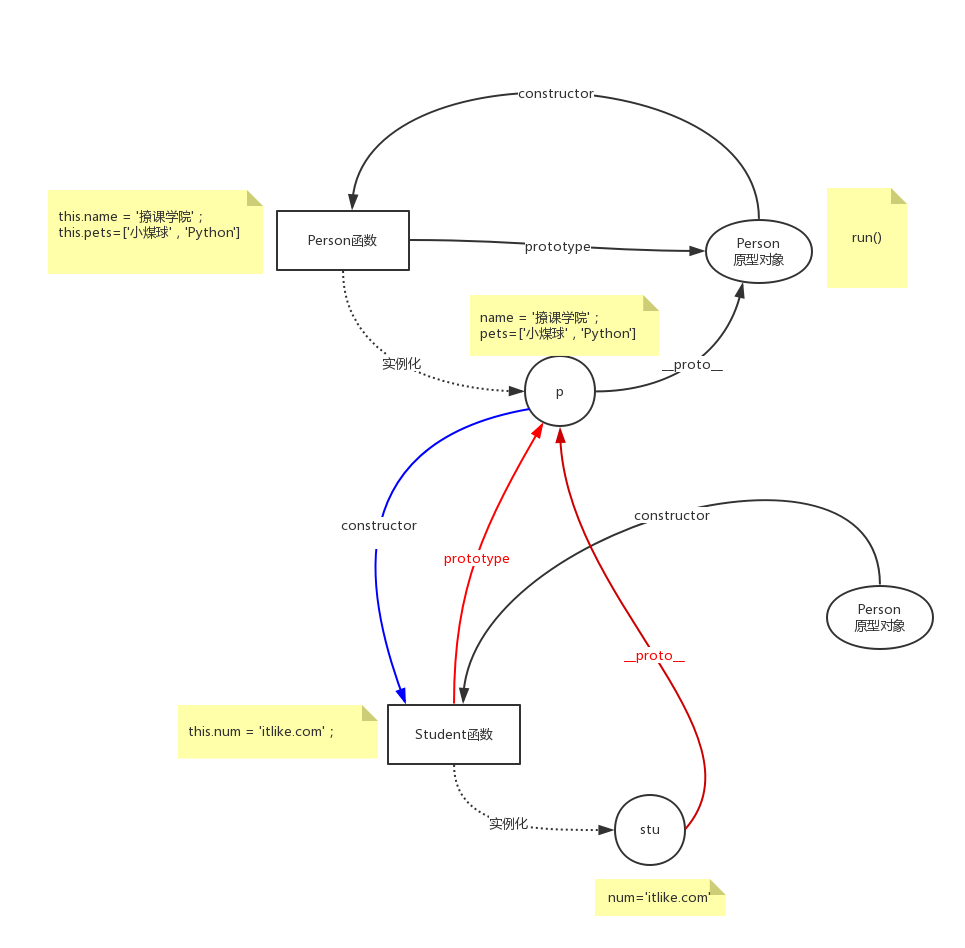 constructor
this.name = '撩课学院' ;
this.pets=['小煤球' , 'Python']
Person函数
prototype
Person
原型对象
run()
name = '撩课学院' ;
pets=['小煤球' , 'Python']
实例化
__proto__
p
constructor
constructor
prototype
Person
原型对象
__proto__
this.num = 'itlike.com' ;
Student函数
实例化
stu
num='itlike.com'